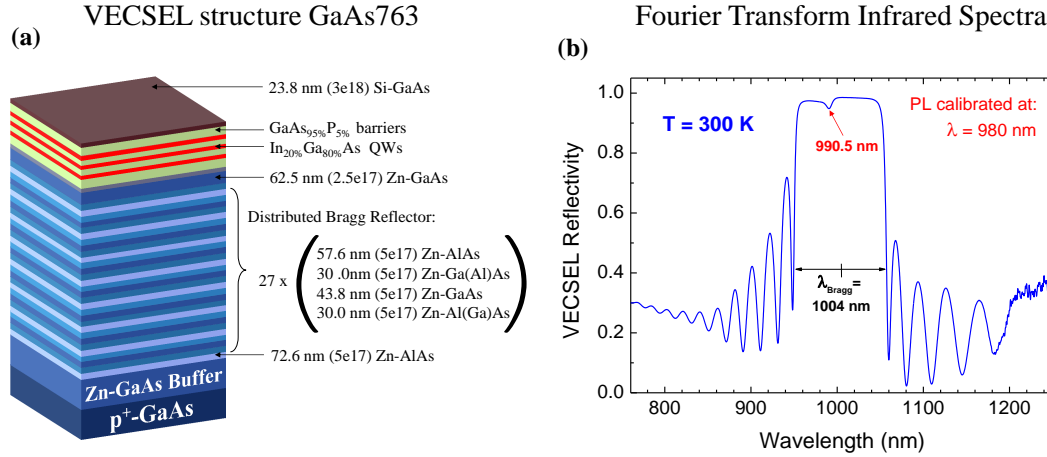 VECSEL structure GaAs763
(a)
23.8 nm (3e18) Si-GaAs
GaAs95%P5% barriers
In20%Ga80%As QWs
62.5 nm (2.5e17) Zn-GaAs
Distributed Bragg Reflector:
27 x
57.6 nm (5e17) Zn-AlAs
30 .0nm (5e17) Zn-Ga(Al)As
43.8 nm (5e17) Zn-GaAs
30.0 nm (5e17) Zn-Al(Ga)As
72.6 nm (5e17) Zn-AlAs
Zn-GaAs Buffer
p+-GaAs
Fourier Transform Infrared Spectra
(b)
VECSEL Reflectivity
1.0
0.8
0.6
0.4
0.2
0.0
T = 300 K
PL calibrated at:
λ = 980 nm
990.5 nm
λBragg=
1004 nm
800 900 1000 1100 1200
Wavelength (nm)